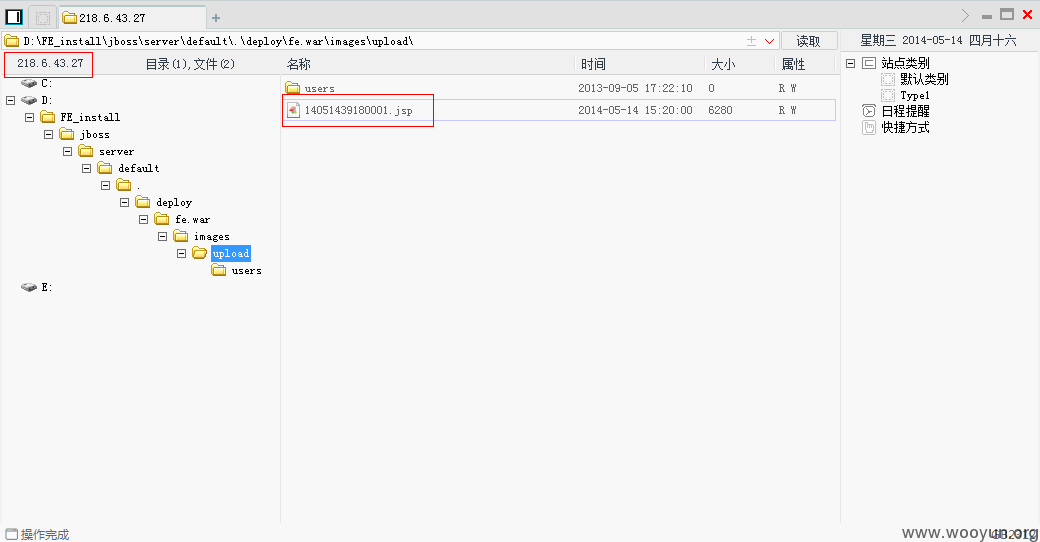 218.6.43.27
D:\FE_install\jboss\server\default\.\deploy\fe.war\images\upload\
读取
星期三 2014-05-14 四月十六
218.6.43.27
目录(1),文件(2)
名称 时间 大小 属性
C:
D:
FE_install
jboss
server
default
.
deploy
fe.war
images
upload
users
E:
users 2013-09-05 17:22:10 0 R W
14051439180001.jsp 2014-05-14 15:20:00 6280 R W
站点类别
默认类别
Type1
日程提醒
快捷方式
操作完成
GB2312
www.wooyun.org